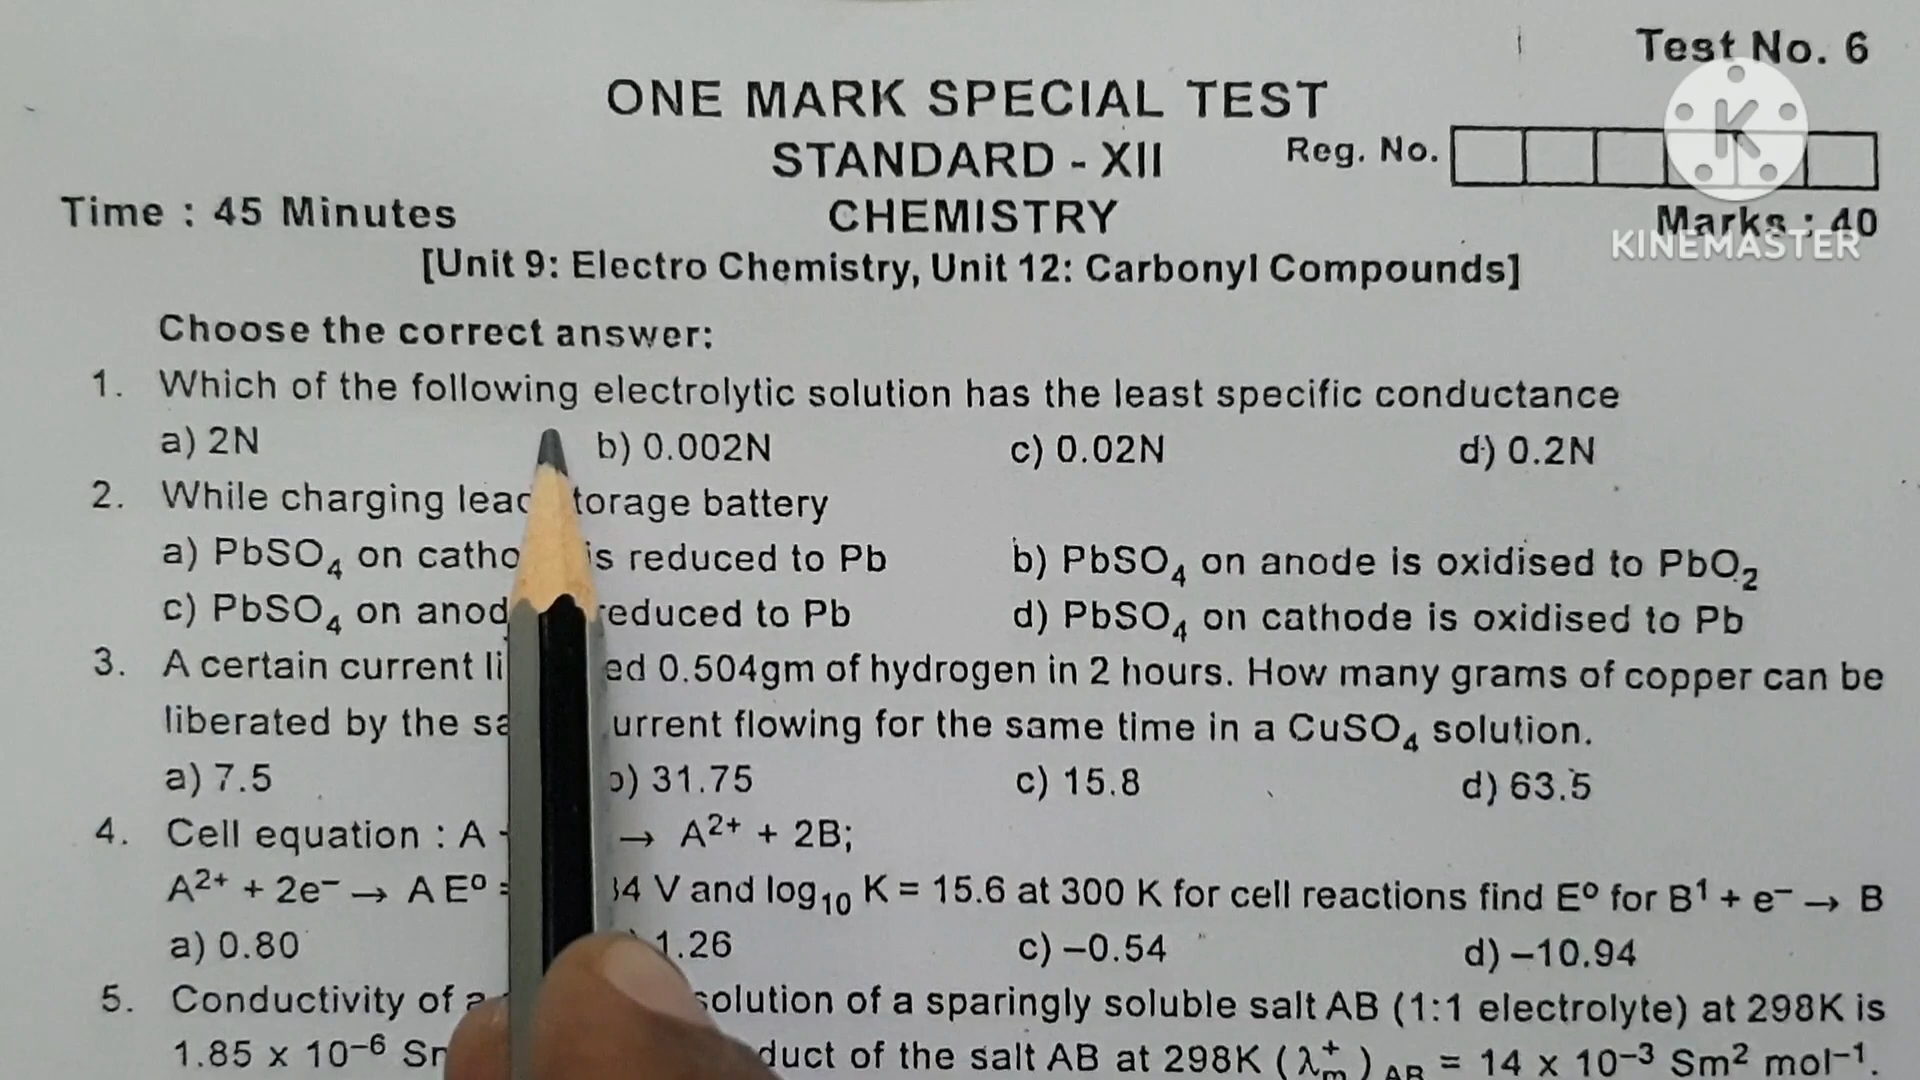 Test No. 6
ONE MARK SPECIAL TEST
STANDARD - XII
Reg. No.
Time : 45 Minutes
CHEMISTRY
Marks : 40
KINEMASTER
[Unit 9: Electro Chemistry, Unit 12: Carbonyl Compounds]
Choose the correct answer:
1. Which of the following electrolytic solution has the least specific conductance
a) 2N b) 0.002N c) 0.02N d) 0.2N
2. While charging torage battery
a) PbSO₄ on is reduced to Pb b) PbSO₄ on anode is oxidised to PbO₂
c) PbSO₄ on reduced to Pb d) PbSO₄ on cathode is oxidised to Pb
3. A certain current ed 0.504gm of hydrogen in 2 hours. How many grams of copper can be
liberated by the urrent flowing for the same time in a CuSO₄ solution.
a) 7.5 b) 31.75 c) 15.8 d) 63.5
4. Cell equation : A → A²⁺ + 2B;
A²⁺ + 2e⁻ → A Eº 34 V and log₁₀ K = 15.6 at 300 K for cell reactions find Eº for B¹ + e⁻ → B
a) 0.80 1.26 c) –0.54 d) –10.94
5. Conductivity of solution of a sparingly soluble salt AB (1:1 electrolyte) at 298K is
1.85 x 10⁻⁶ duct of the salt AB at 298K (λ⁺ₘ) AB = 14 x 10⁻³ Sm² mol⁻¹.